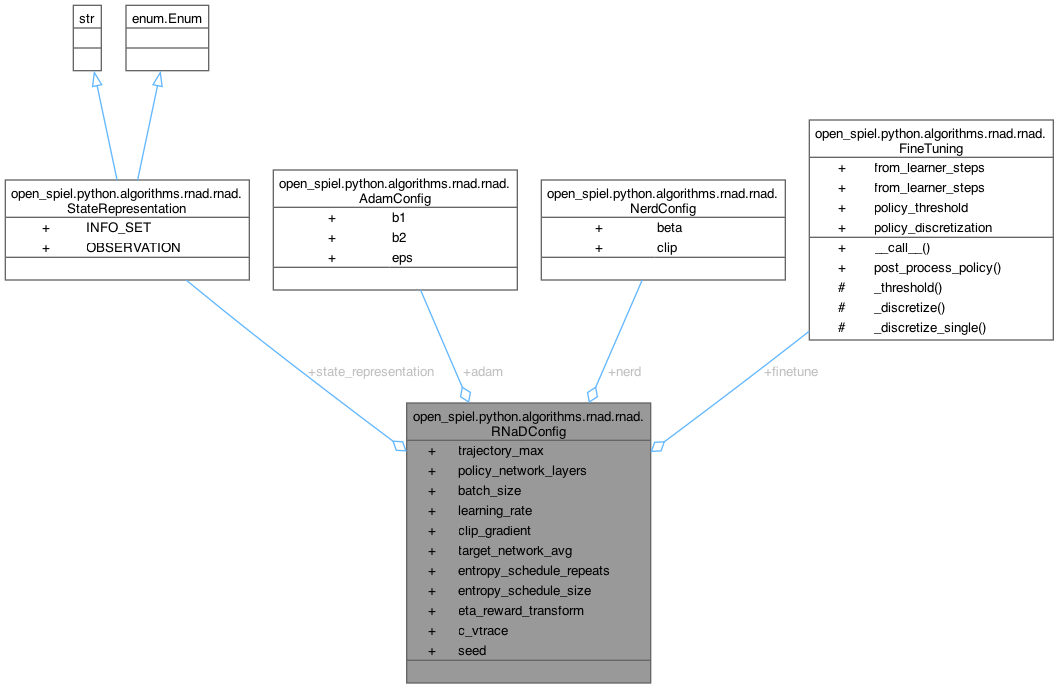 str
enum.Enum
open_spiel.python.algorithms.rnad.rnad.
StateRepresentation
+ INFO_SET
+ OBSERVATION
open_spiel.python.algorithms.rnad.rnad.
AdamConfig
+ b1
+ b2
+ eps
open_spiel.python.algorithms.rnad.rnad.
NerdConfig
+ beta
+ clip
open_spiel.python.algorithms.rnad.rnad.
FineTuning
+ from_learner_steps
+ from_learner_steps
+ policy_threshold
+ policy_discretization
+ __call__()
+ post_process_policy()
# _threshold()
# _discretize()
# _discretize_single()
+state_representation
+adam
+nerd
+finetune
open_spiel.python.algorithms.rnad.rnad.
RNaDConfig
+ trajectory_max
+ policy_network_layers
+ batch_size
+ learning_rate
+ clip_gradient
+ target_network_avg
+ entropy_schedule_repeats
+ entropy_schedule_size
+ eta_reward_transform
+ c_vtrace
+ seed